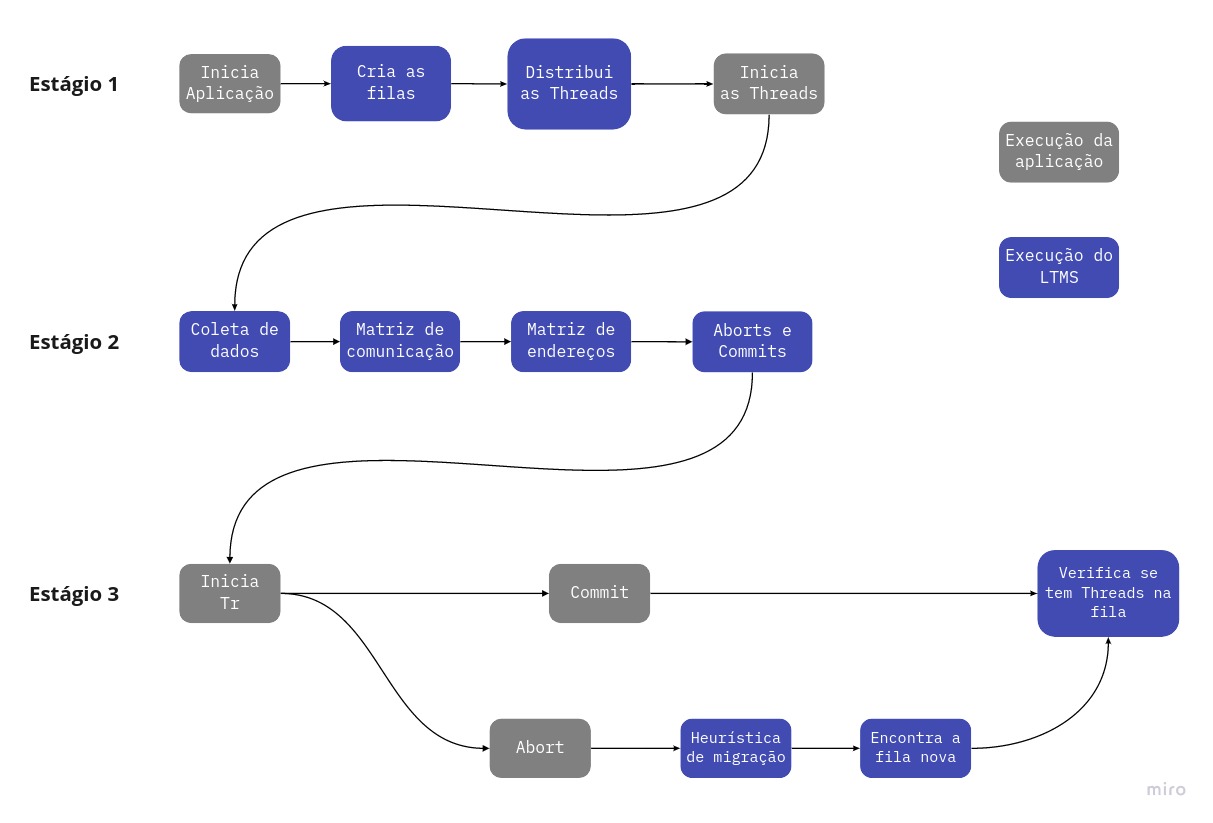 Estágio 1
Inicia
Aplicação
Cria as
filas
Distribui
as Threads
Inicia
as Threads
Execução da
aplicação
Execução do
LTMS
Estágio 2
Coleta de
dados
Matriz de
comunicação
Matriz de
endereços
Aborts e
Commits
Estágio 3
Inicia
Tr
Commit
Verifica se
tem Threads na
fila
Abort
Heurística
de migração
Encontra a
fila nova
miro